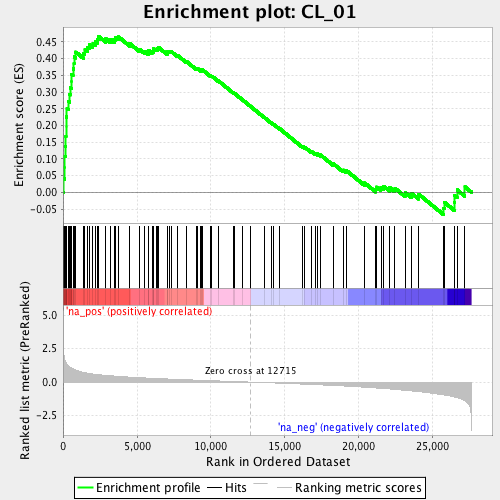 Enrichment plot: CL_01
Enrichment score (ES)
0.45
0.40
0.35
0.30
0.25
0.20
0.15
0.10
0.05
0.00
-0.05
'na_pos' (positively correlated)
Ranked list metric (PreRanked)
5.0
2.5
0.0
-2.5
Zero cross at 12715
'na_neg' (negatively correlated)
0 5,000 10,000 15,000 20,000 25,000
Rank in Ordered Dataset
Enrichment profile Hits Ranking metric scores